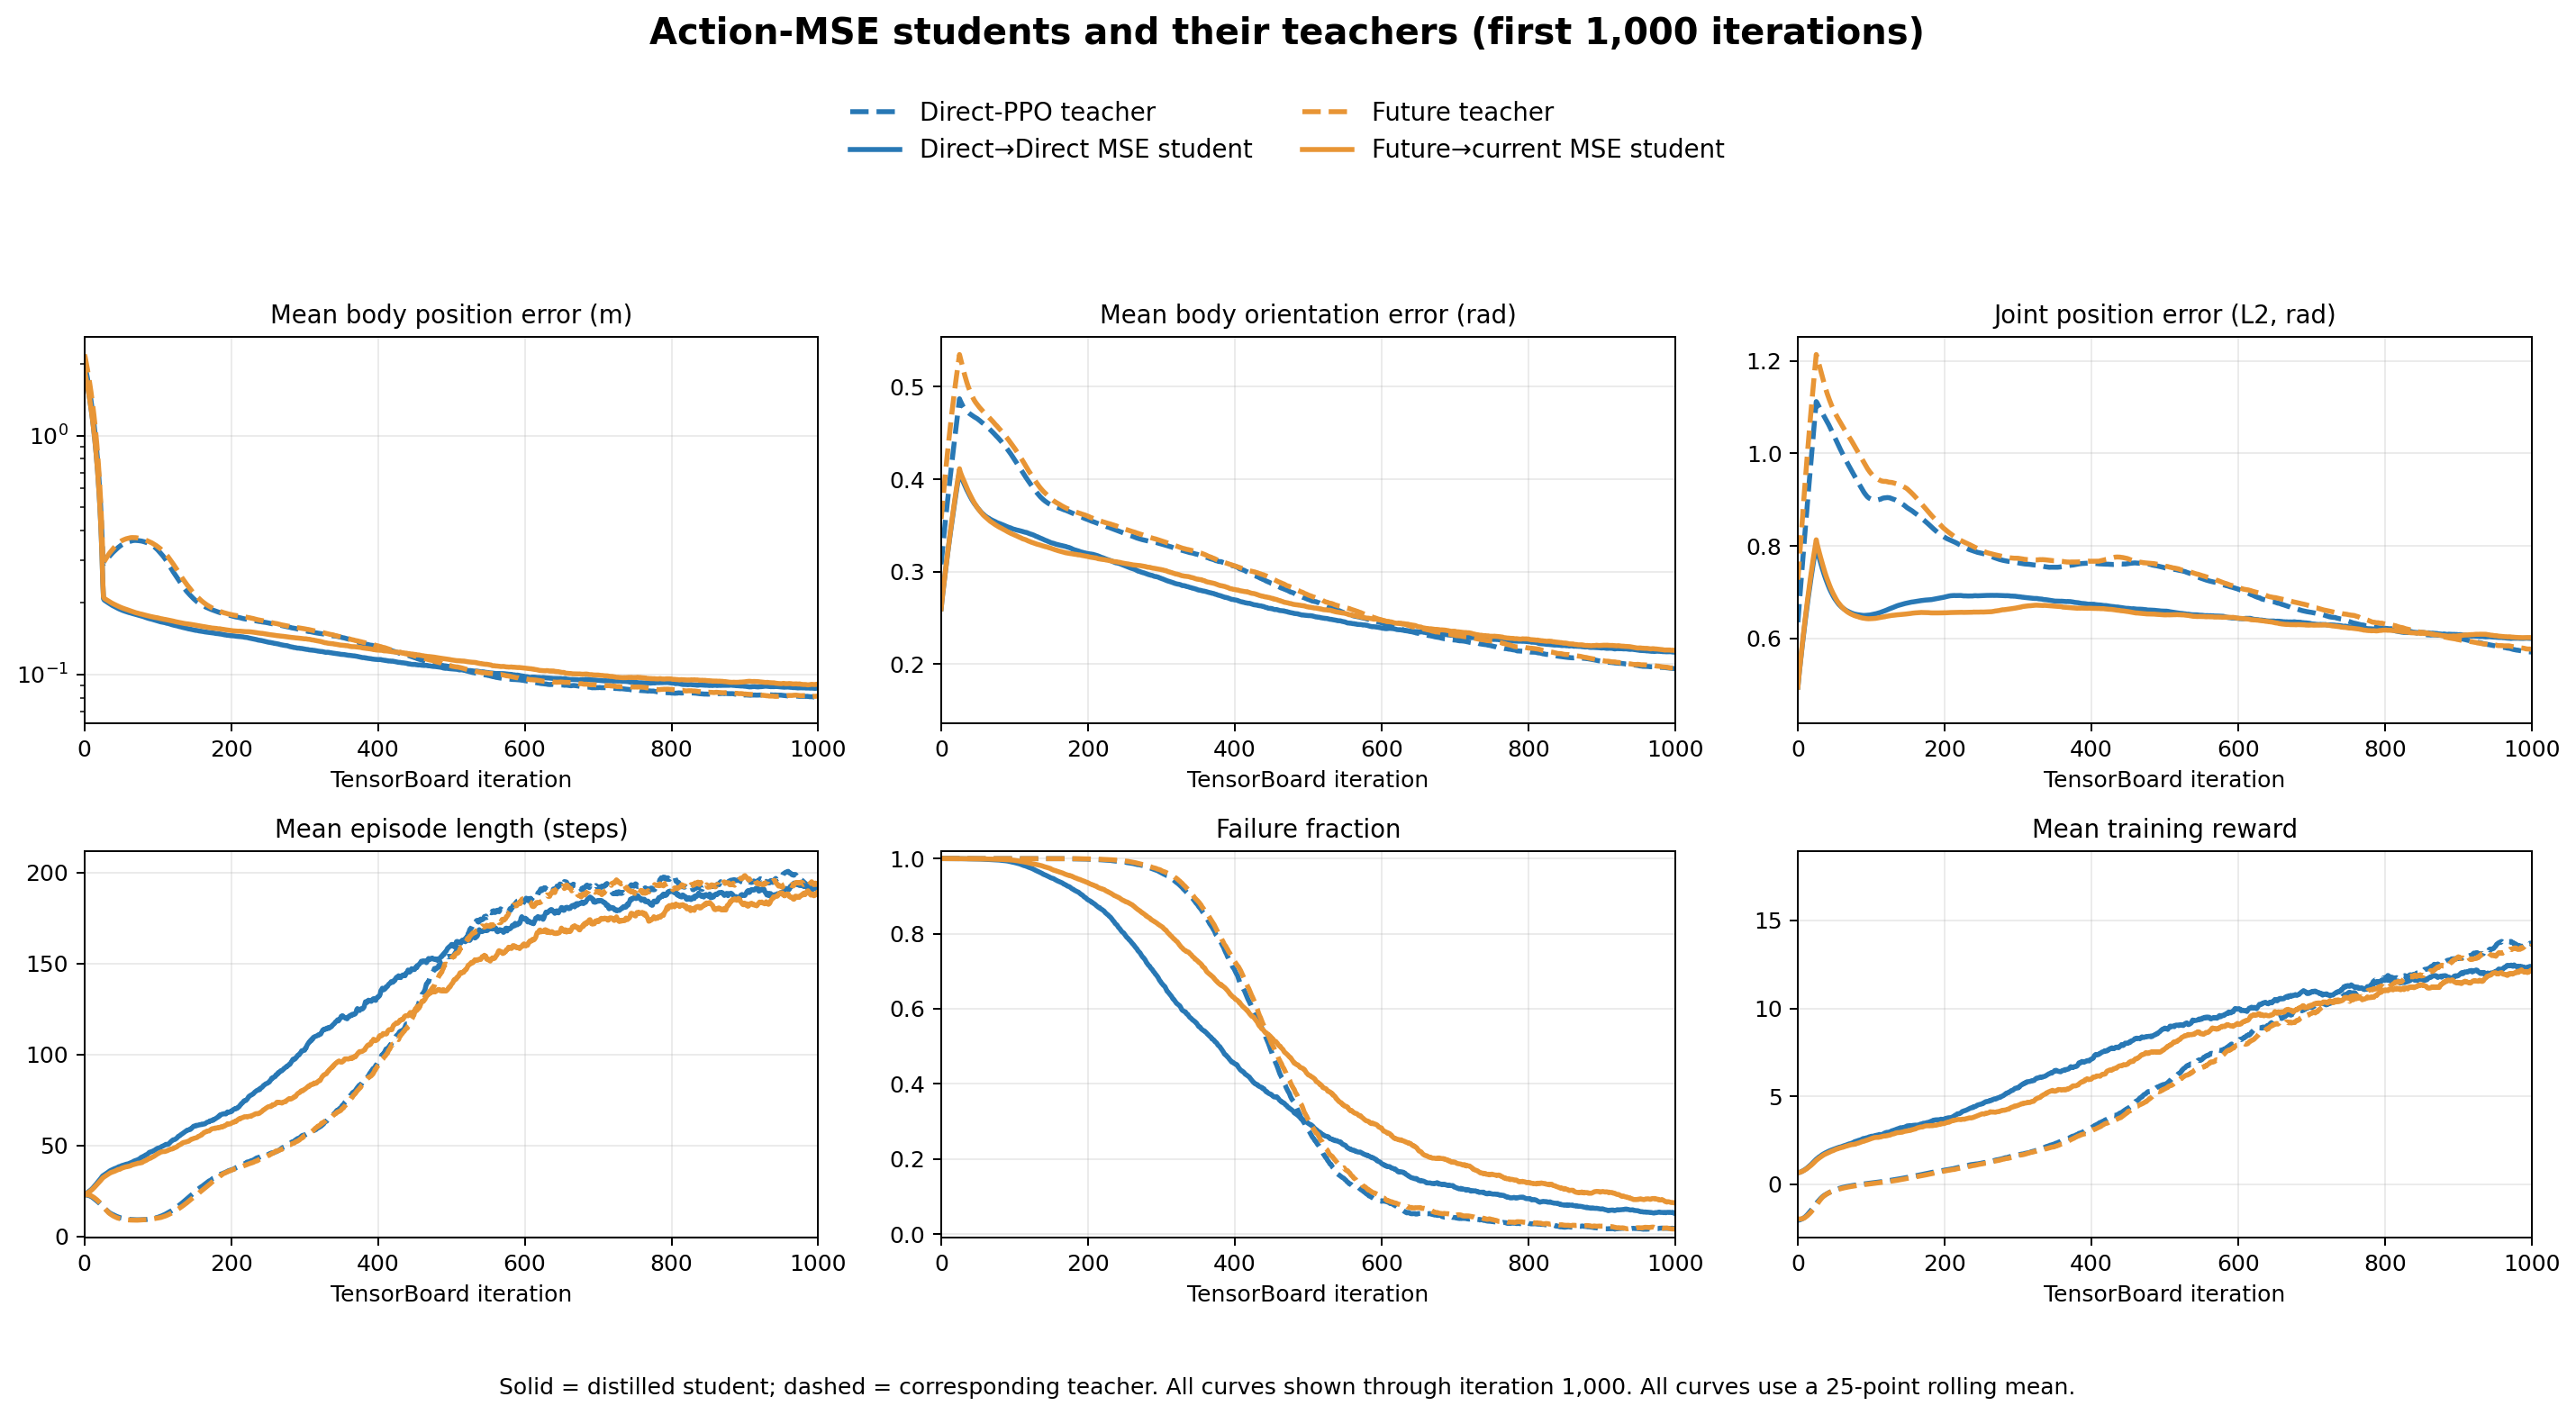 Action-MSE students and their teachers (first 1,000 iterations)
Direct-PPO teacher
Direct→Direct MSE student
Future teacher
Future→current MSE student
Mean body position error (m)
10⁰
10⁻¹
0 200 400 600 800 1000
TensorBoard iteration
Mean body orientation error (rad)
0.5
0.4
0.3
0.2
0 200 400 600 800 1000
TensorBoard iteration
Joint position error (L2, rad)
1.2
1.0
0.8
0.6
0 200 400 600 800 1000
TensorBoard iteration
Mean episode length (steps)
200
150
100
50
0
0 200 400 600 800 1000
TensorBoard iteration
Failure fraction
1.0
0.8
0.6
0.4
0.2
0.0
0 200 400 600 800 1000
TensorBoard iteration
Mean training reward
15
10
5
0
0 200 400 600 800 1000
TensorBoard iteration
Solid = distilled student; dashed = corresponding teacher. All curves shown through iteration 1,000. All curves use a 25-point rolling mean.